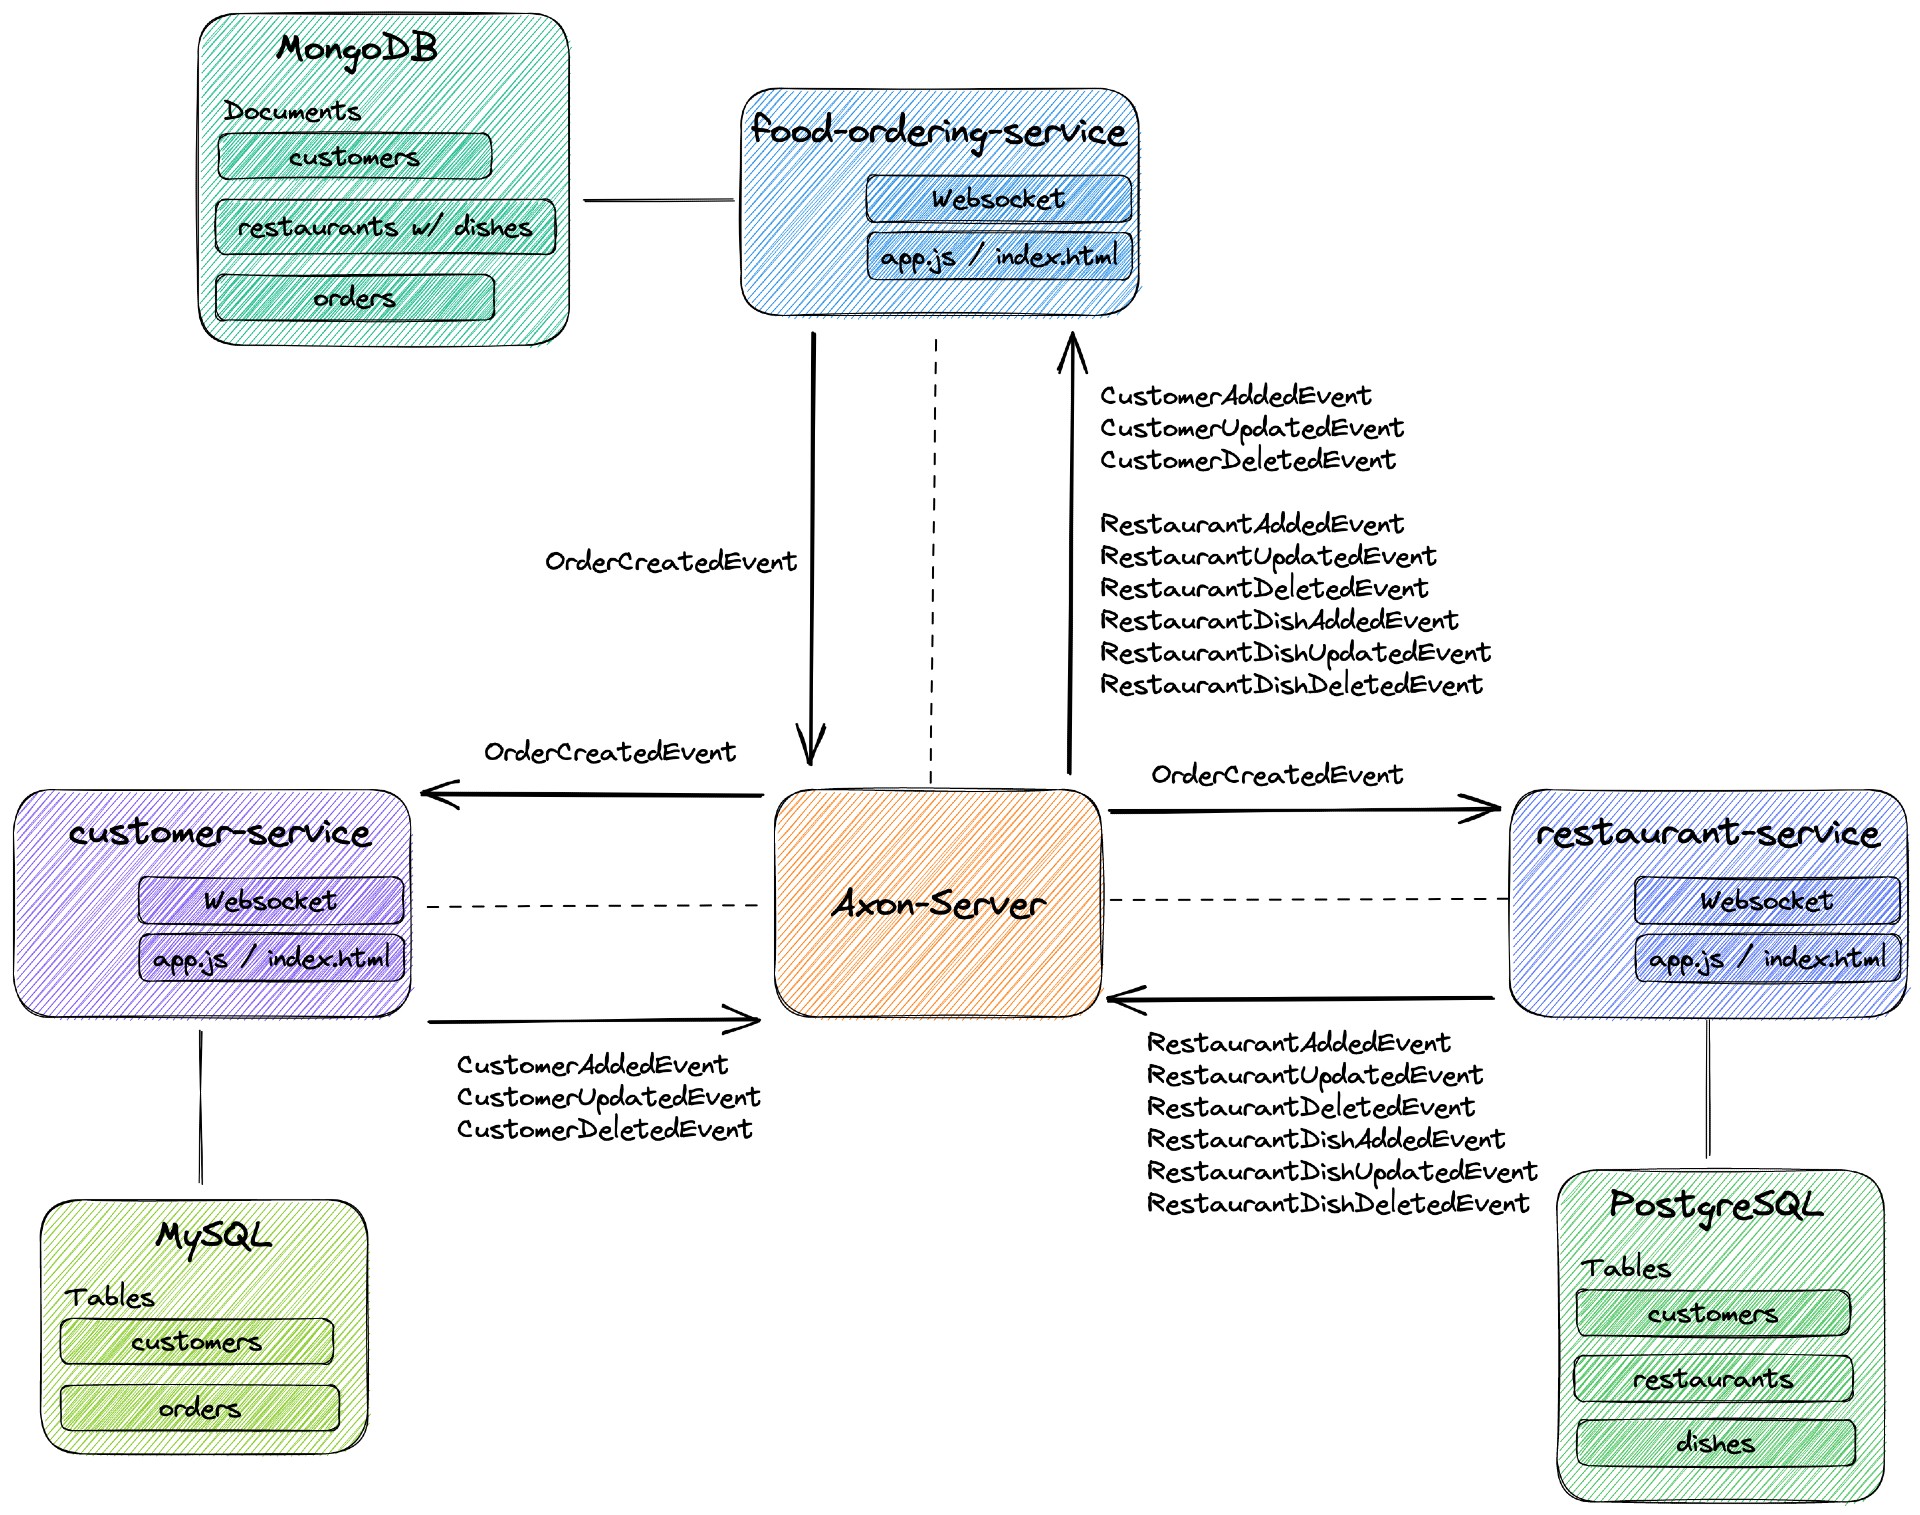 MongoDB
Documents
customers
restaurants w/ dishes
orders
food-ordering-service
Websocket
app.js / index.html
CustomerAddedEvent
CustomerUpdatedEvent
CustomerDeletedEvent
RestaurantAddedEvent
RestaurantUpdatedEvent
RestaurantDeletedEvent
RestaurantDishAddedEvent
RestaurantDishUpdatedEvent
RestaurantDishDeletedEvent
OrderCreatedEvent
OrderCreatedEvent
OrderCreatedEvent
customer-service
Websocket
app.js / index.html
Axon-Server
restaurant-service
Websocket
app.js / index.html
CustomerAddedEvent
CustomerUpdatedEvent
CustomerDeletedEvent
RestaurantAddedEvent
RestaurantUpdatedEvent
RestaurantDeletedEvent
RestaurantDishAddedEvent
RestaurantDishUpdatedEvent
RestaurantDishDeletedEvent
MySQL
Tables
customers
orders
PostgreSQL
Tables
customers
restaurants
dishes